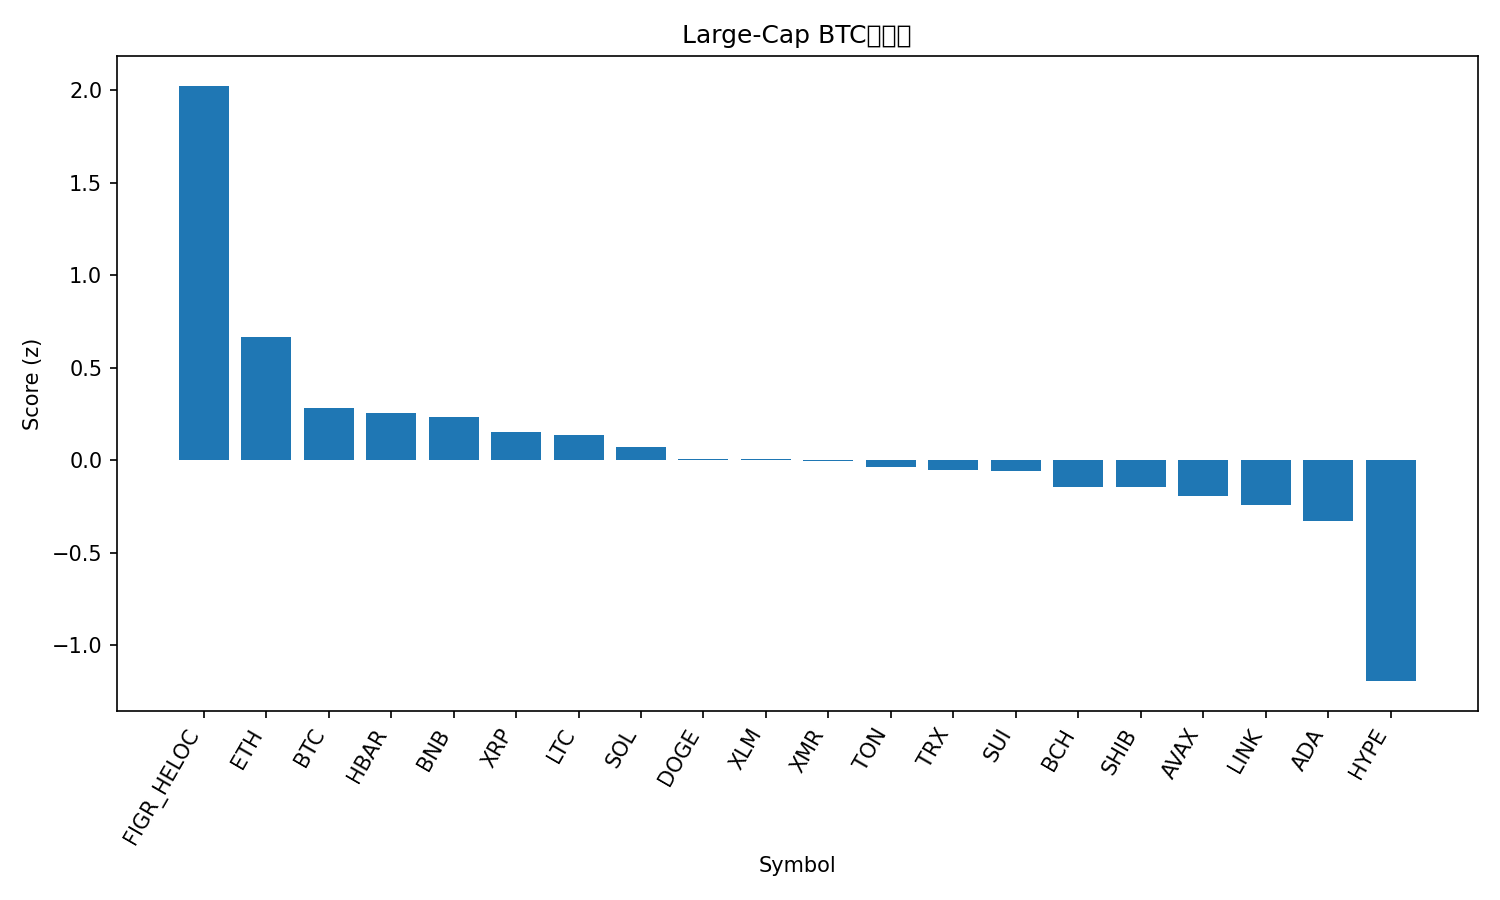 Large-Cap BTC
2.0
1.5
1.0
0.5
0.0
−0.5
−1.0
Score (z)
FIGR_HELOC
ETH
BTC
HBAR
BNB
XRP
LTC
SOL
DOGE
XLM
XMR
TON
TRX
SUI
BCH
SHIB
AVAX
LINK
ADA
HYPE
Symbol